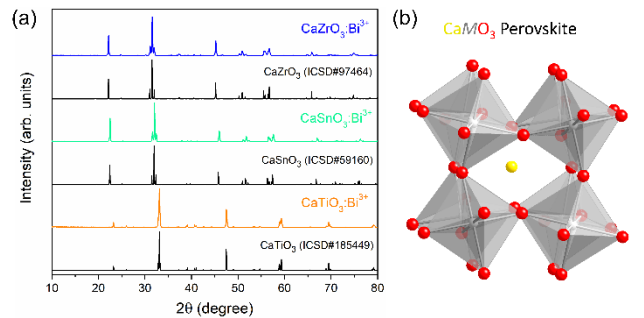 (a)
CaZrO₃:Bi³⁺
CaZrO₃ (ICSD#97464)
CaSnO₃:Bi³⁺
CaSnO₃ (ICSD#59160)
CaTiO₃:Bi³⁺
CaTiO₃ (ICSD#185449)
Intensity (arb. units)
10 20 30 40 50 60 70 80
2θ (degree)
(b)
CaMO₃ Perovskite